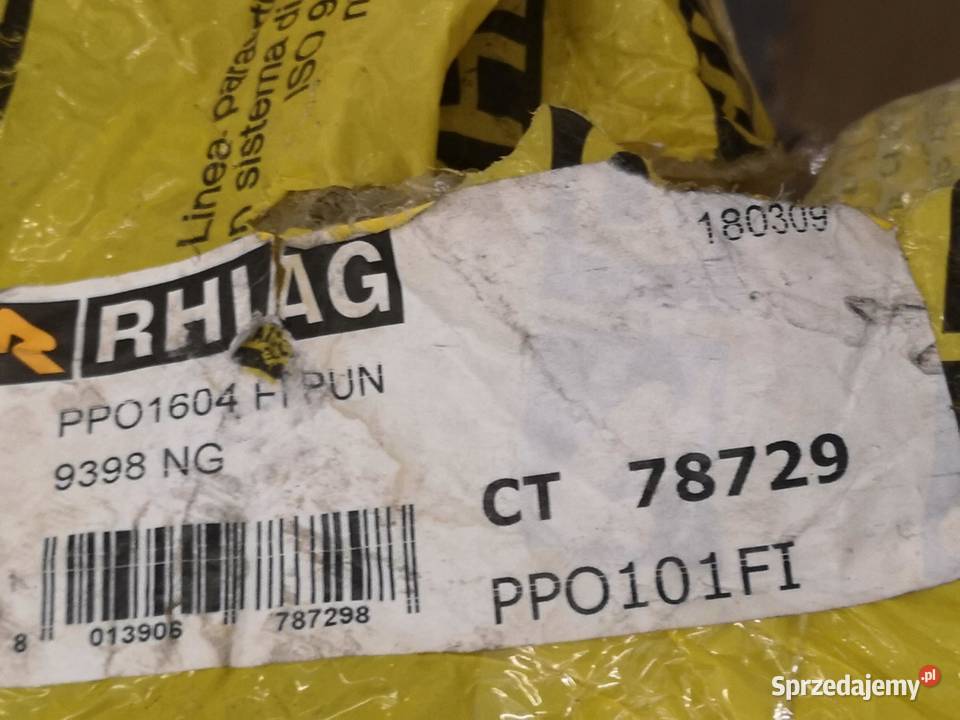 Linea
n sistema di
ISO 9
180309
RHIAG
PPO1604 FI PUN
9398 NG
CT 78729
PPO101FI
8 013906 787298
Sprzedajemy.pl